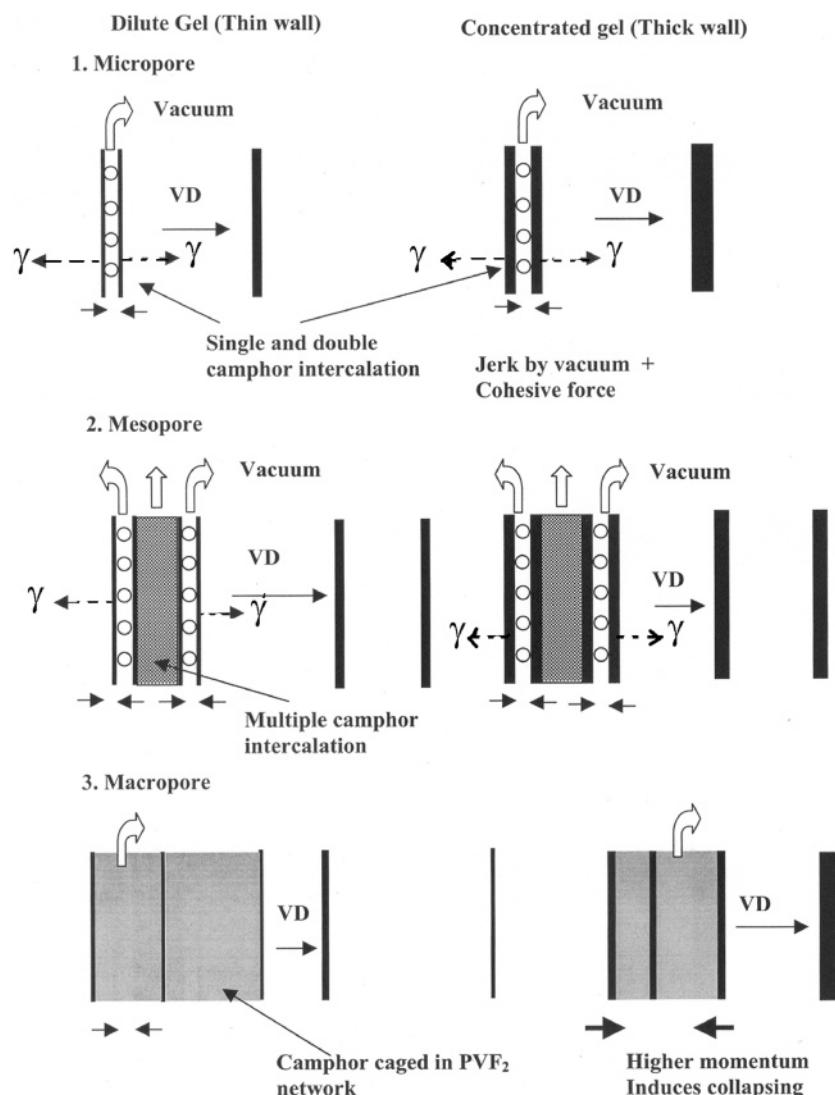 Dilute Gel (Thin wall)
Concentrated gel (Thick wall)
1. Micropore
Vacuum
Vacuum
VD
VD
γ
γ
γ
γ
Single and double
camphor intercalation
Jerk by vacuum +
Cohesive force
2. Mesopore
Vacuum
Vacuum
VD
VD
γ
γ
γ
γ
Multiple camphor
intercalation
3. Macropore
VD
VD
Camphor caged in PVF₂
network
Higher momentum
Induces collapsing